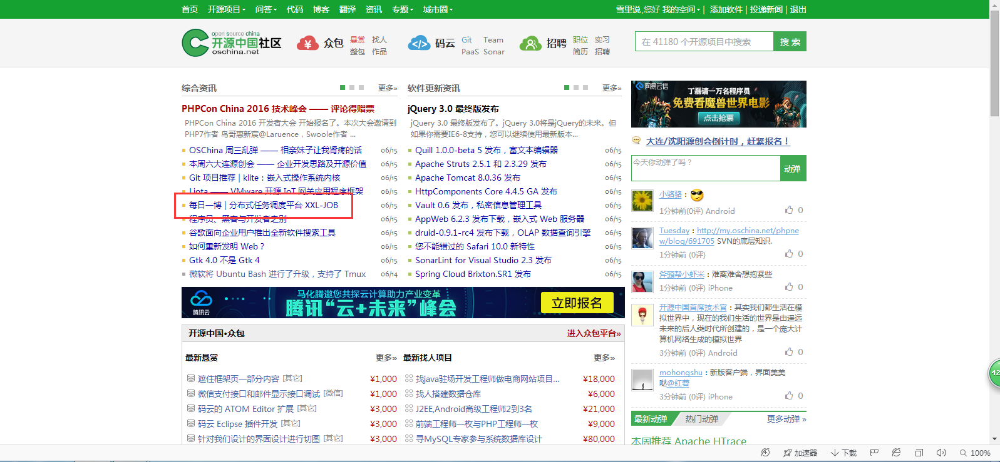 首页 开源项目 问答 代码 博客 翻译 资讯 专题 城市圈
雪里说,您好 我的空间 | 添加软件 | 投递新闻 | 退出
open source china
开源中国社区
oschina.net
众包 悬赏 找人
整包 作品
码云 Git Team
PaaS Sonar
招聘 职位 实习
简历 招聘
在 41180 个开源项目中搜索 搜 索
综合资讯 更多»
PHPCon China 2016 技术峰会 —— 评论得赠票
PHPCon China 2016 开发者大会 开始报名了。本次大会邀请到
PHP7作者 鸟哥惠新宸@Laruence，Swoole作者 ...
OSChina 周三乱弹 —— 相亲妹子让我肾疼的话 06/15
本周六大连源创会 —— 企业开发思路及开源价值 06/15
Git 项目推荐 | klite：嵌入式操作系统内核 06/15
Liota —— VMware 开源 IoT 网关应用程序框架 06/15
每日一博 | 分布式任务调度平台 XXL-JOB 06/15
程序员、黑客与开发者之别 06/15
谷歌面向企业用户推出全新软件搜索工具 06/15
如何重新发明 Web？ 06/15
Gtk 4.0 不是 Gtk 4 06/15
微软将 Ubuntu Bash 进行了升级，支持了 Tmux 06/14
软件更新资讯 更多»
jQuery 3.0 最终版发布
jQuery 3.0 最终版发布了。jQuery 3.0将是jQuery的未来。但
如果你需要IE6-8支持，您可以继续使用最新版本...
Quill 1.0.0-beta 5 发布，富文本编辑器 06/15
Apache Struts 2.5.1 和 2.3.29 发布 06/15
Apache Tomcat 8.0.36 发布 06/15
HttpComponents Core 4.4.5 GA 发布 06/15
Vault 0.6 发布，私密信息管理工具 06/15
AppWeb 6.2.3 发布下载，嵌入式 Web 服务器 06/15
druid-0.9.1-rc4 发布下载，OLAP 数据查询引擎 06/15
您不能错过的 Safari 10.0 新特性 06/15
SonarLint for Visual Studio 2.3 发布 06/15
Spring Cloud Brixton.SR1 发布 06/15
腾讯云
马化腾邀您共探云计算助力产业变革
腾讯“云+未来”峰会
立即报名
开源中国•众包 进入众包平台»
最新悬赏 更多»
遮住框架页一部分内容 [其它] ¥1,000
微信支付接口和邮件显示接口调试 [微信] ¥1,000
码云的 ATOM Editor 扩展 [其它] ¥3,000
码云 Eclipse 插件开发 [其它] ¥3,000
针对我们设计的界面设计进行切图 [其它] ¥3,000
最新找人项目 更多»
找java驻场开发工程师做电商网站项目... ¥18,000
找人搭建数据仓库 ¥6,000
J2EE,Android高级工程师2到3名 ¥21,000
前端工程师一枚与PHP工程师一枚 ¥9,000
寻MySQL专家参与系统数据库设计 ¥80,000
网易云信
丁磊请一万名程序员
免费看魔兽世界电影
点击抢票
大连/沈阳源创会倒计时，赶紧报名！
今天你动弹了吗？ 动弹
小骆骆：
1分钟前(0评) Android 0
Tuesday：http://my.oschina.net/phpne
w/blog/691705 SVN的底层知识.
1分钟前 (0评) 0
斧頭帮小虾米：难离难舍想抱紧些
1分钟前 (0评) iPhone 0
开源中国首席技术官：其实我们都生活在模
拟世界中，现在的我们生活的世界是由遥远
未来的后人类时代所创建的，是一个庞大计
算机网络生成的模拟世界
3分钟前 (0评) Android 0
mohongshu：新版客户端，界面美美
哒@红薯
3分钟前 (0评) iPhone 0
最新动弹 热门动弹 更多动弹 »
本周推荐 Apache HTrace
42
加速器 下载 100%